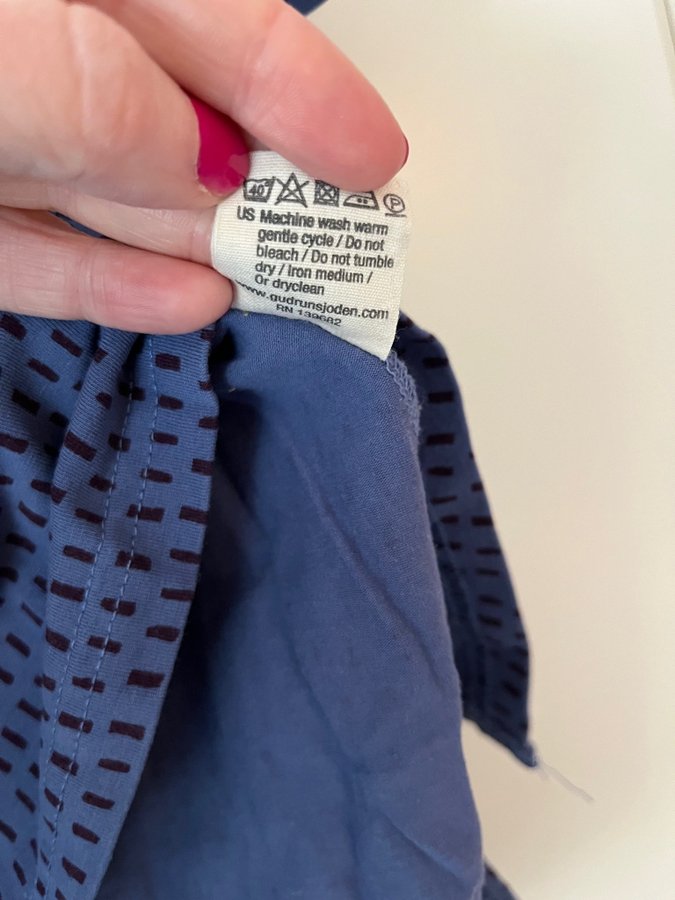 40
P
US Machine wash warm
gentle cycle / Do not
bleach / Do not tumble
dry / Iron medium /
Or dryclean
www.gudrunsjoden.com
RN 139682